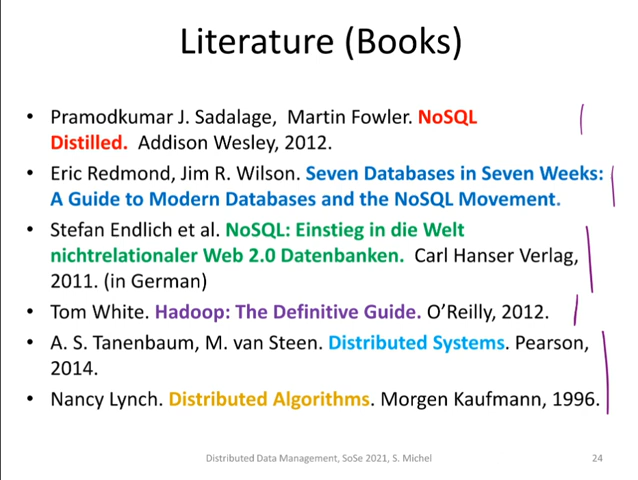 Literature (Books)
• Pramodkumar J. Sadalage, Martin Fowler. NoSQL
Distilled. Addison Wesley, 2012.
• Eric Redmond, Jim R. Wilson. Seven Databases in Seven Weeks:
A Guide to Modern Databases and the NoSQL Movement.
• Stefan Endlich et al. NoSQL: Einstieg in die Welt
nichtrelationaler Web 2.0 Datenbanken. Carl Hanser Verlag,
2011. (in German)
• Tom White. Hadoop: The Definitive Guide. O'Reilly, 2012.
• A. S. Tanenbaum, M. van Steen. Distributed Systems. Pearson,
2014.
• Nancy Lynch. Distributed Algorithms. Morgen Kaufmann, 1996.
Distributed Data Management, SoSe 2021, S. Michel
24